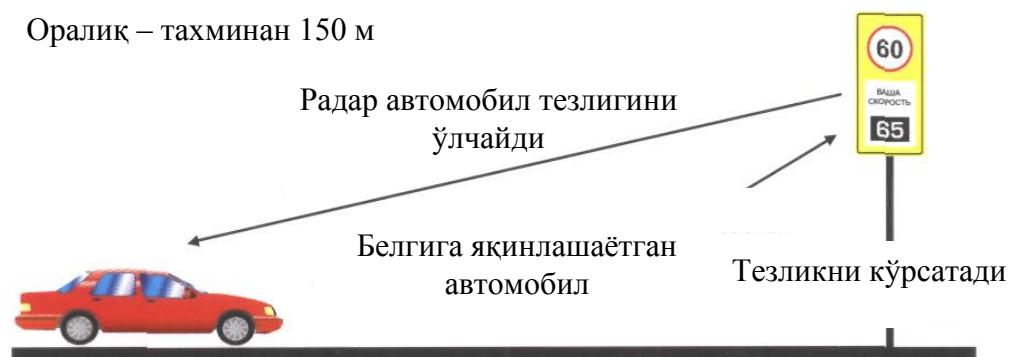 Оралиқ – тахминан 150 м
60
ВАША
СКОРОСТЬ
65
Радар автомобил тезлигини
ўлчайди
Белгига яқинлашаётган
автомобил
Тезликни кўрсатади